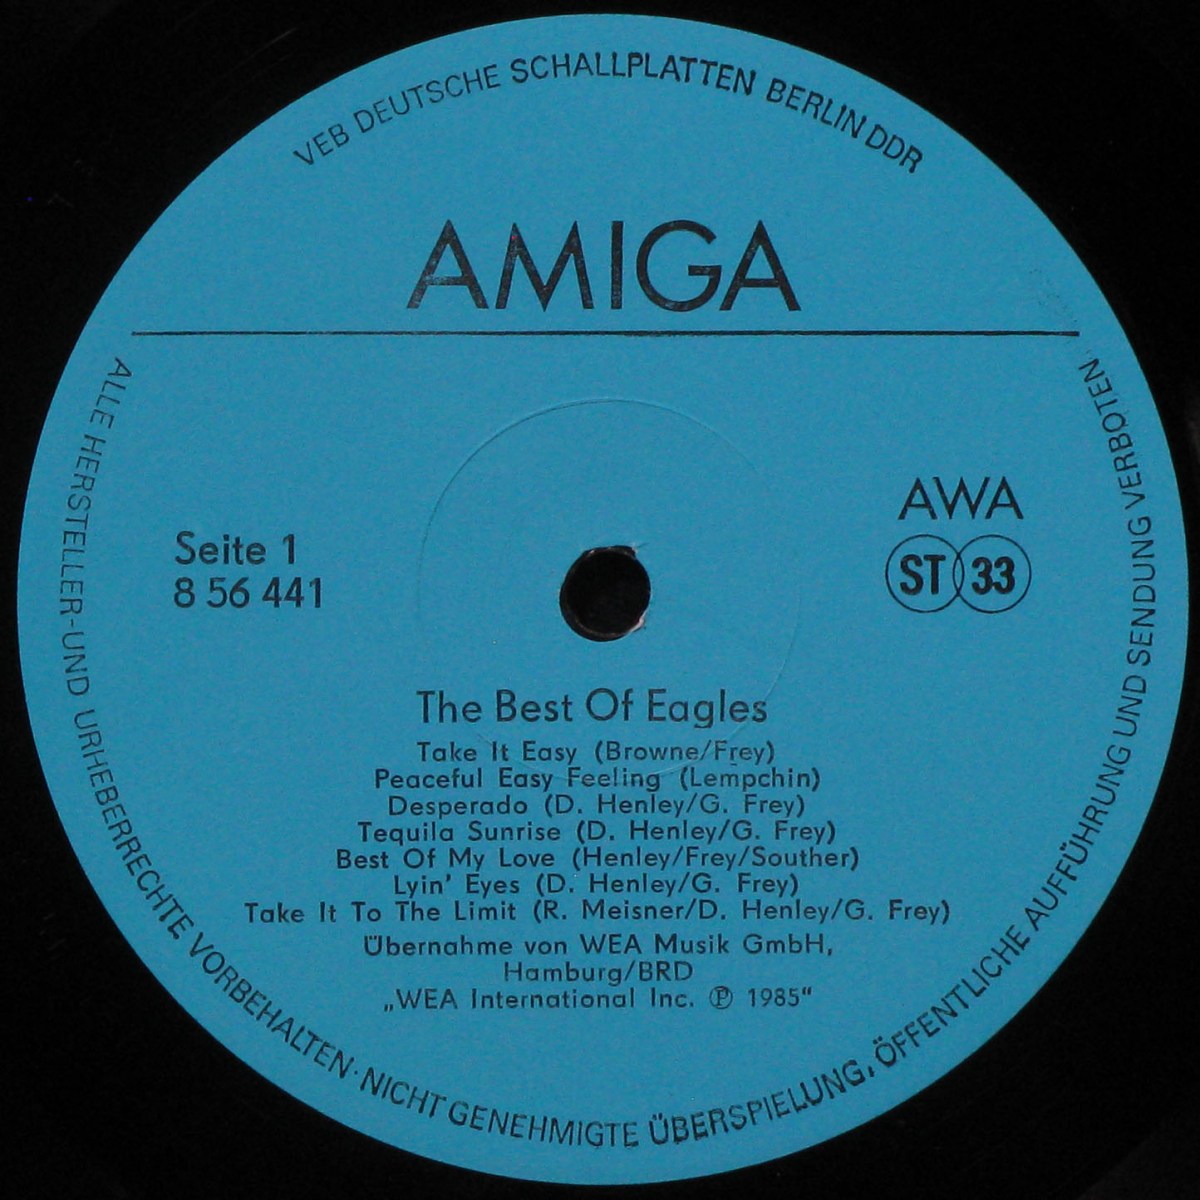 VEB DEUTSCHE SCHALLPLATTEN BERLIN DDR
AMIGA
AWA
Seite 1
ST 33
8 56 441
The Best Of Eagles
Take It Easy (Browne/Frey)
Peaceful Easy Feeling (Lempchin)
Desperado (D. Henley/G. Frey)
Tequila Sunrise (D. Henley/G. Frey)
Best Of My Love (Henley/Frey/Souther)
Lyin' Eyes (D. Henley/G. Frey)
Take It To The Limit (R. Meisner/D. Henley/G. Frey)
Übernahme von WEA Musik GmbH,
Hamburg/BRD
„WEA International Inc. ℗ 1985“
ALLE HERSTELLER-UND URHEBERRECHTE VORBEHALTEN · NICHT GENEHMIGTE ÜBERSPIELUNG, ÖFFENTLICHE AUFFÜHRUNG UND SENDUNG VERBOTEN